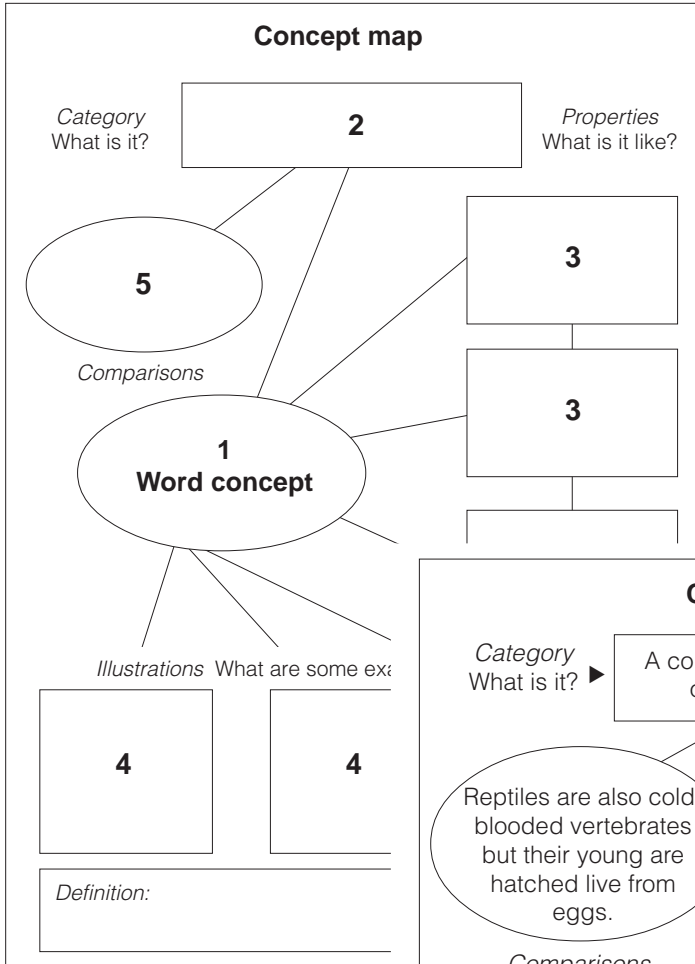 Concept map
Category
What is it?
2
Properties
What is it like?
5
3
Comparisons
3
1
Word concept
Illustrations What are some
4
4
Definition:
Category
What is it?
A
Reptiles are also cold
blooded vertebrates
but their young are
hatched live from
eggs.
Comparisons